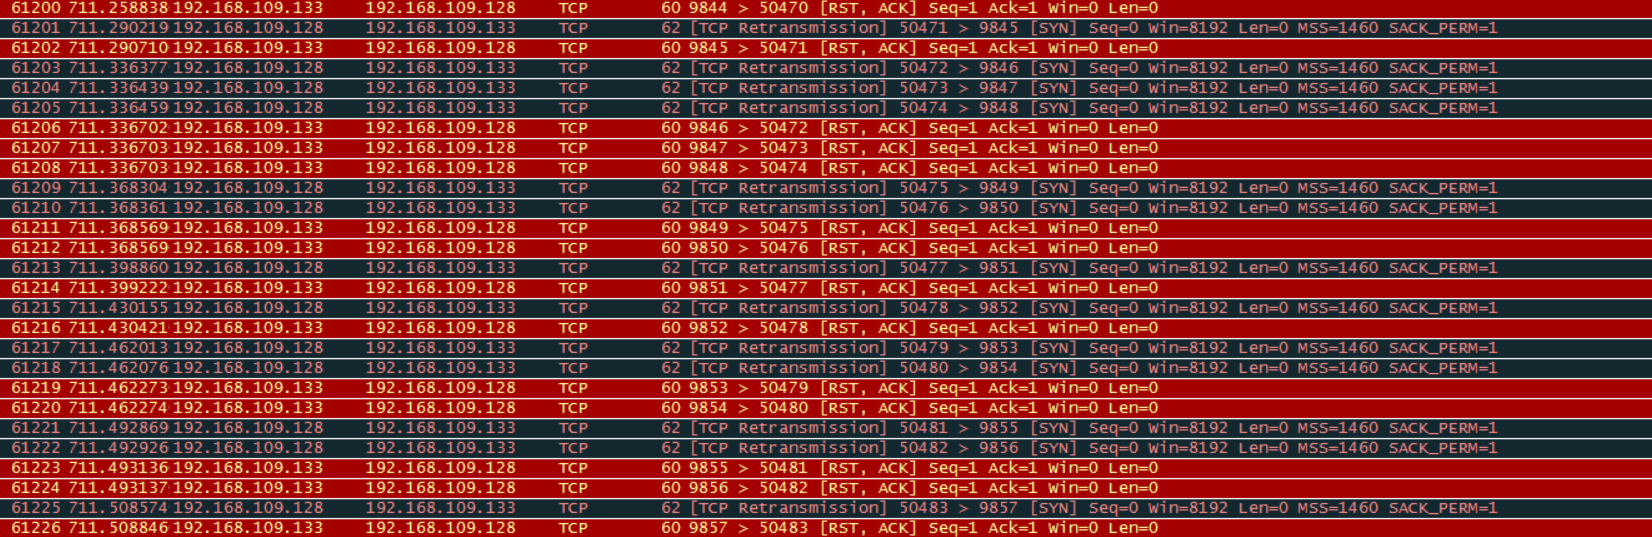 61200 711.258838 192.168.109.133 192.168.109.128 TCP 60 9844 > 50470 [RST, ACK] Seq=1 Ack=1 Win=0 Len=0
61201 711.290219 192.168.109.128 192.168.109.133 TCP 62 [TCP Retransmission] 50471 > 9845 [SYN] Seq=0 Win=8192 Len=0 MSS=1460 SACK_PERM=1
61202 711.290710 192.168.109.133 192.168.109.128 TCP 60 9845 > 50471 [RST, ACK] Seq=1 Ack=1 Win=0 Len=0
61203 711.336377 192.168.109.128 192.168.109.133 TCP 62 [TCP Retransmission] 50472 > 9846 [SYN] Seq=0 Win=8192 Len=0 MSS=1460 SACK_PERM=1
61204 711.336439 192.168.109.128 192.168.109.133 TCP 62 [TCP Retransmission] 50473 > 9847 [SYN] Seq=0 Win=8192 Len=0 MSS=1460 SACK_PERM=1
61205 711.336459 192.168.109.128 192.168.109.133 TCP 62 [TCP Retransmission] 50474 > 9848 [SYN] Seq=0 Win=8192 Len=0 MSS=1460 SACK_PERM=1
61206 711.336702 192.168.109.133 192.168.109.128 TCP 60 9846 > 50472 [RST, ACK] Seq=1 Ack=1 Win=0 Len=0
61207 711.336703 192.168.109.133 192.168.109.128 TCP 60 9847 > 50473 [RST, ACK] Seq=1 Ack=1 Win=0 Len=0
61208 711.336703 192.168.109.133 192.168.109.128 TCP 60 9848 > 50474 [RST, ACK] Seq=1 Ack=1 Win=0 Len=0
61209 711.368304 192.168.109.128 192.168.109.133 TCP 62 [TCP Retransmission] 50475 > 9849 [SYN] Seq=0 Win=8192 Len=0 MSS=1460 SACK_PERM=1
61210 711.368361 192.168.109.128 192.168.109.133 TCP 62 [TCP Retransmission] 50476 > 9850 [SYN] Seq=0 Win=8192 Len=0 MSS=1460 SACK_PERM=1
61211 711.368569 192.168.109.133 192.168.109.128 TCP 60 9849 > 50475 [RST, ACK] Seq=1 Ack=1 Win=0 Len=0
61212 711.368569 192.168.109.133 192.168.109.128 TCP 60 9850 > 50476 [RST, ACK] Seq=1 Ack=1 Win=0 Len=0
61213 711.398860 192.168.109.128 192.168.109.133 TCP 62 [TCP Retransmission] 50477 > 9851 [SYN] Seq=0 Win=8192 Len=0 MSS=1460 SACK_PERM=1
61214 711.399222 192.168.109.133 192.168.109.128 TCP 60 9851 > 50477 [RST, ACK] Seq=1 Ack=1 Win=0 Len=0
61215 711.430155 192.168.109.128 192.168.109.133 TCP 62 [TCP Retransmission] 50478 > 9852 [SYN] Seq=0 Win=8192 Len=0 MSS=1460 SACK_PERM=1
61216 711.430421 192.168.109.133 192.168.109.128 TCP 60 9852 > 50478 [RST, ACK] Seq=1 Ack=1 Win=0 Len=0
61217 711.462013 192.168.109.128 192.168.109.133 TCP 62 [TCP Retransmission] 50479 > 9853 [SYN] Seq=0 Win=8192 Len=0 MSS=1460 SACK_PERM=1
61218 711.462076 192.168.109.128 192.168.109.133 TCP 62 [TCP Retransmission] 50480 > 9854 [SYN] Seq=0 Win=8192 Len=0 MSS=1460 SACK_PERM=1
61219 711.462273 192.168.109.133 192.168.109.128 TCP 60 9853 > 50479 [RST, ACK] Seq=1 Ack=1 Win=0 Len=0
61220 711.462274 192.168.109.133 192.168.109.128 TCP 60 9854 > 50480 [RST, ACK] Seq=1 Ack=1 Win=0 Len=0
61221 711.492869 192.168.109.128 192.168.109.133 TCP 62 [TCP Retransmission] 50481 > 9855 [SYN] Seq=0 Win=8192 Len=0 MSS=1460 SACK_PERM=1
61222 711.492926 192.168.109.128 192.168.109.133 TCP 62 [TCP Retransmission] 50482 > 9856 [SYN] Seq=0 Win=8192 Len=0 MSS=1460 SACK_PERM=1
61223 711.493136 192.168.109.133 192.168.109.128 TCP 60 9855 > 50481 [RST, ACK] Seq=1 Ack=1 Win=0 Len=0
61224 711.493137 192.168.109.133 192.168.109.128 TCP 60 9856 > 50482 [RST, ACK] Seq=1 Ack=1 Win=0 Len=0
61225 711.508574 192.168.109.128 192.168.109.133 TCP 62 [TCP Retransmission] 50483 > 9857 [SYN] Seq=0 Win=8192 Len=0 MSS=1460 SACK_PERM=1
61226 711.508846 192.168.109.133 192.168.109.128 TCP 60 9857 > 50483 [RST, ACK] Seq=1 Ack=1 Win=0 Len=0